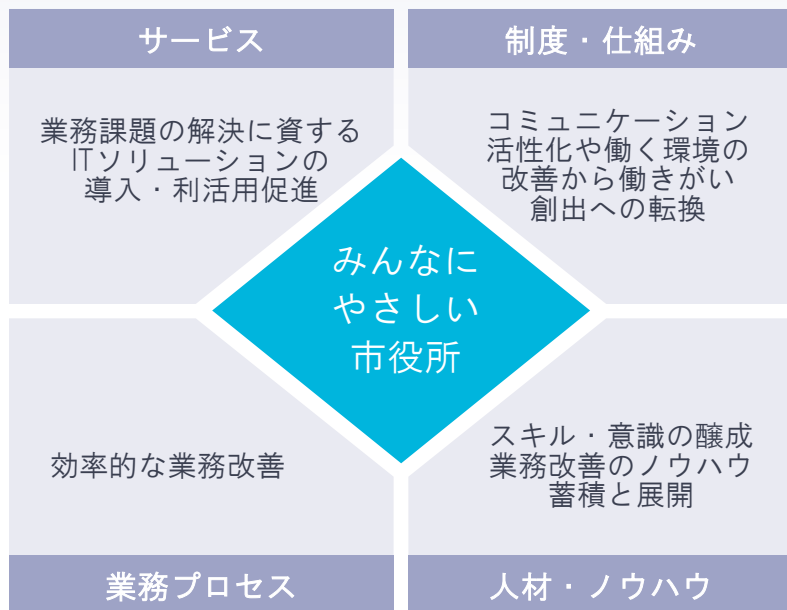 サービス
業務課題の解決に資する
ITソリューションの
導入・利活用促進
制度・仕組み
コミュニケーション
活性化や働く環境の
改善から働きがい
創出への転換
みんなに
やさしい
市役所
効率的な業務改善
業務プロセス
スキル・意識の醸成
業務改善のノウハウ
蓄積と展開
人材・ノウハウ